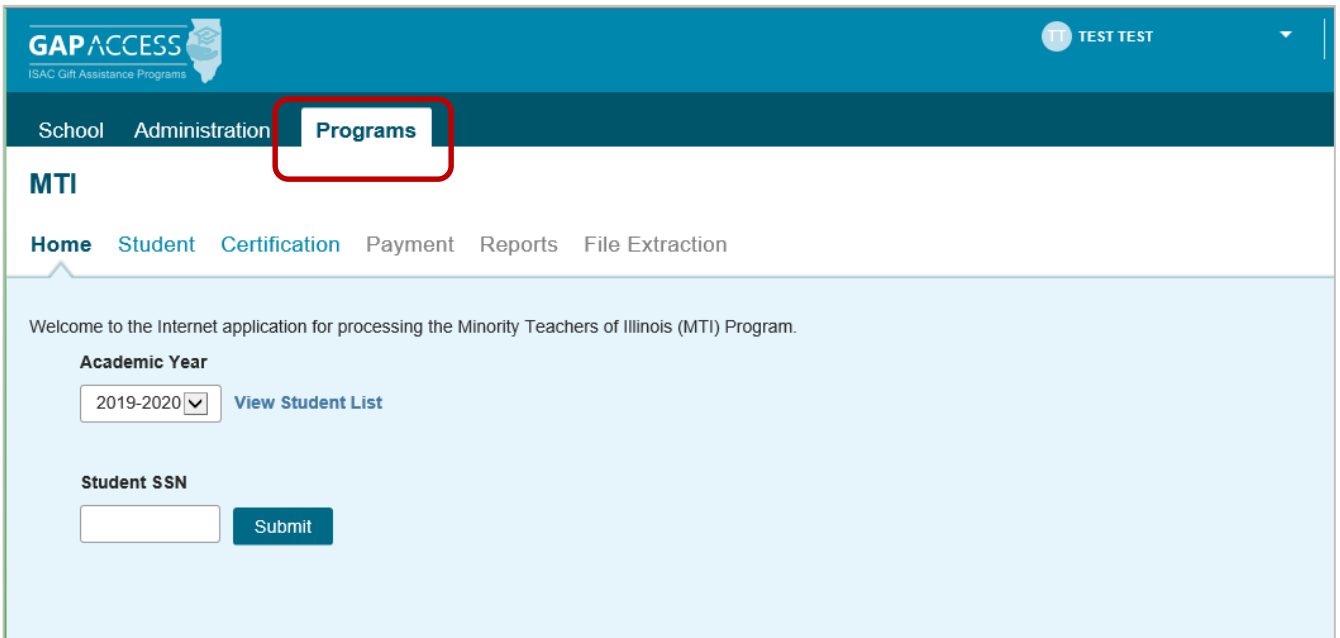 GAP ACCESS
ISAC Gift Assistance Programs
TT TEST TEST
School Administration Programs
MTI
Home Student Certification Payment Reports File Extraction
Welcome to the Internet application for processing the Minority Teachers of Illinois (MTI) Program.
Academic Year
2019-2020 View Student List
Student SSN
Submit